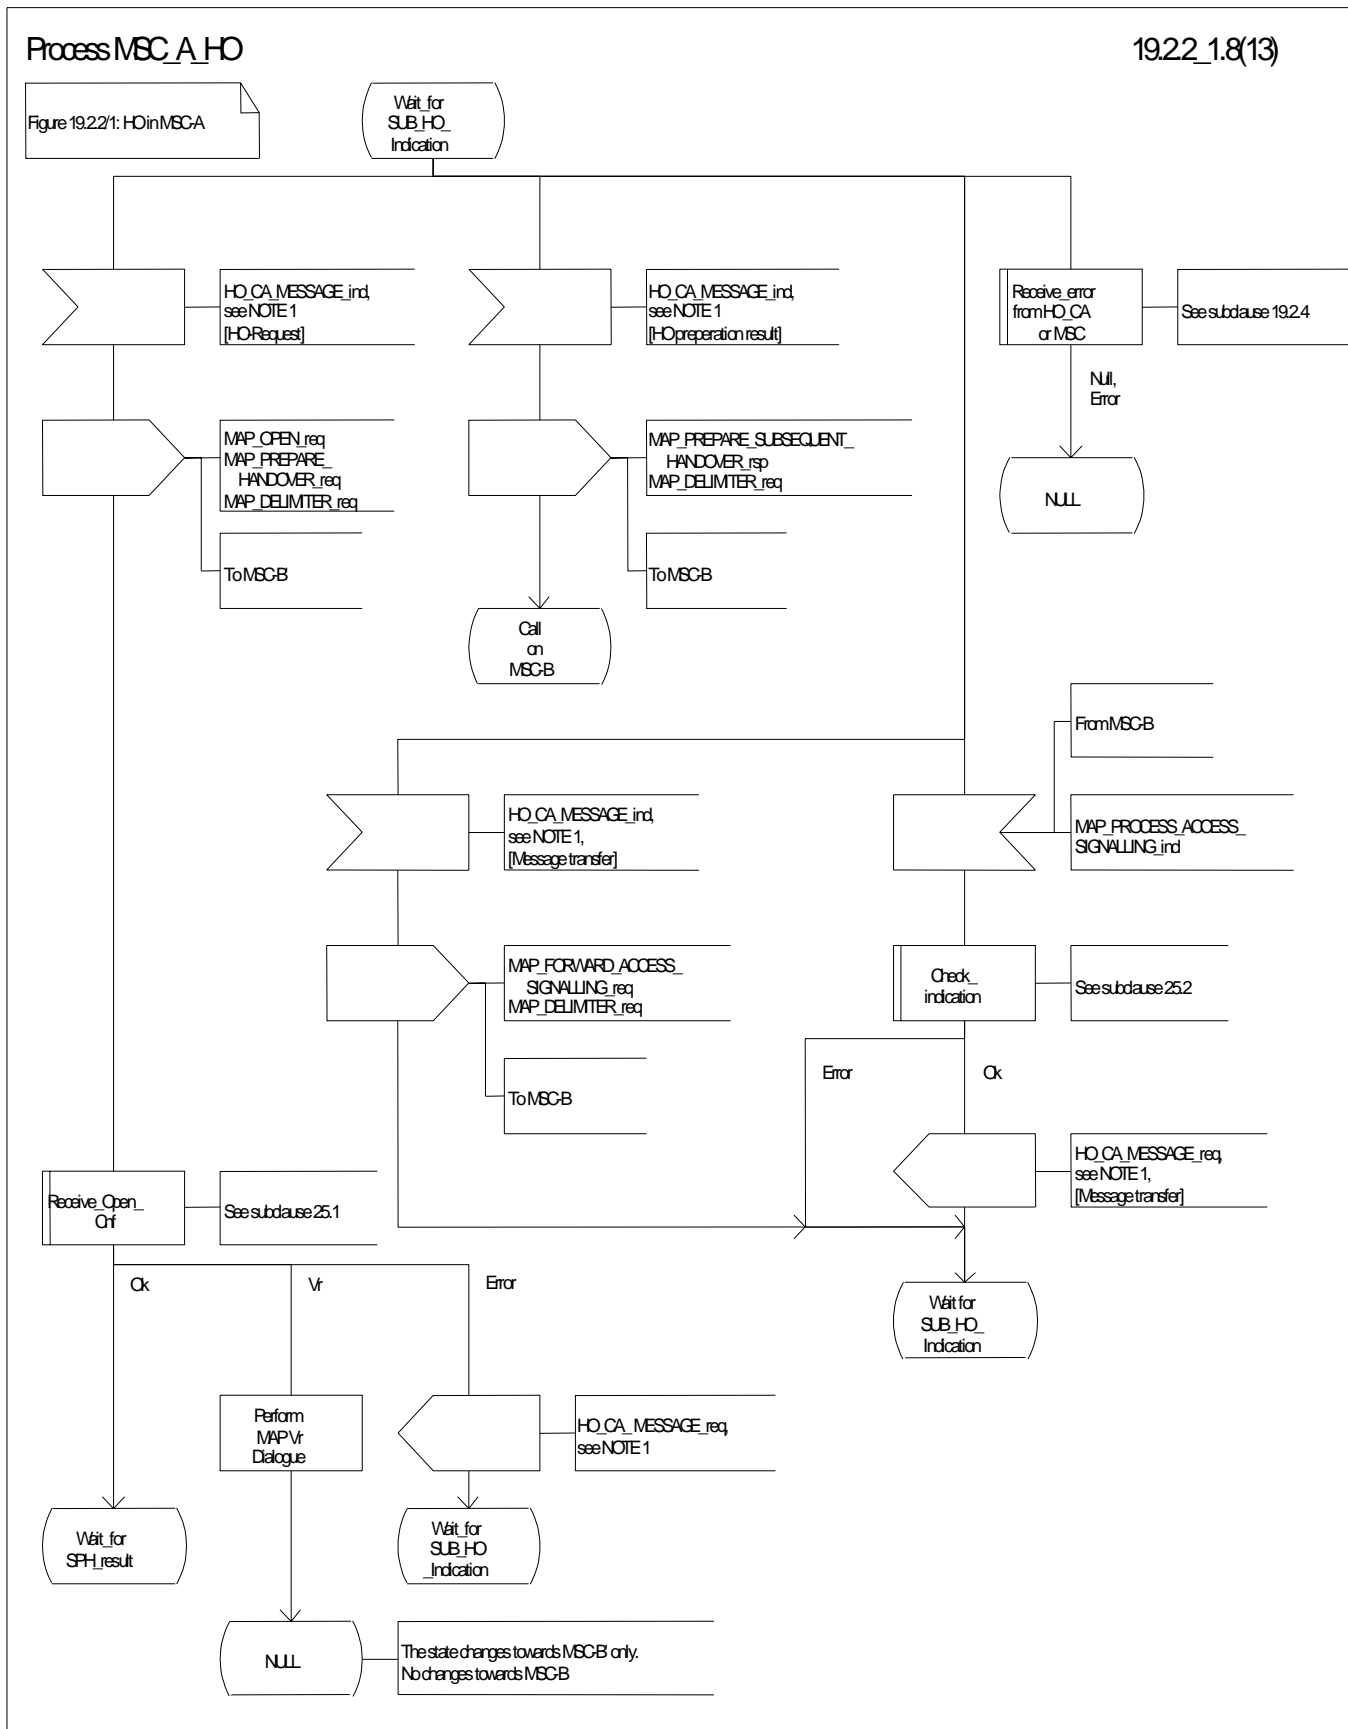 Process MSC_A_HO
19.2.2_1.8(13)
Figure 19.2.2/1: HO in MSC-A
Wait_for
SUB_HO_
Indication
HO_CA_MESSAGE_ind,
see NOTE 1
[HO-Request]
HO_CA_MESSAGE_ind,
see NOTE 1
[HO preperation result]
Receive_error
from HO_CA
or MSC
See subclause 19.2.4
Null,
Error
MAP_OPEN_req
MAP_PREPARE_
HANDOVER_req
MAP_DELIMITER_req
MAP_PREPARE_SUBSEQUENT_
HANDOVER_rsp
MAP_DELIMITER_req
NULL
To MSC-B'
To MSC-B
Call
on
MSC-B
From MSC-B
HO_CA_MESSAGE_ind,
see NOTE 1,
[Message transfer]
MAP_PROCESS_ACCESS_
SIGNALLING_ind
MAP_FORWARD_ACCESS_
SIGNALLING_req
MAP_DELIMITER_req
Check_
indication
See subclause 25.2
Error
Ok
To MSC-B
HO_CA_MESSAGE_req,
see NOTE 1,
[Message transfer]
Receive_Open_
Cnf
See subclause 25.1
Ok
Vr
Error
Wait for
SUB_HO_
Indication
Perform
MAP Vr
Dialogue
HO_CA_ MESSAGE_req,
see NOTE 1
Wait_for
SPH_result
Wait_for
SUB_HO
_Indication
NULL
The state changes towards MSC-B' only.
No changes towards MSC-B